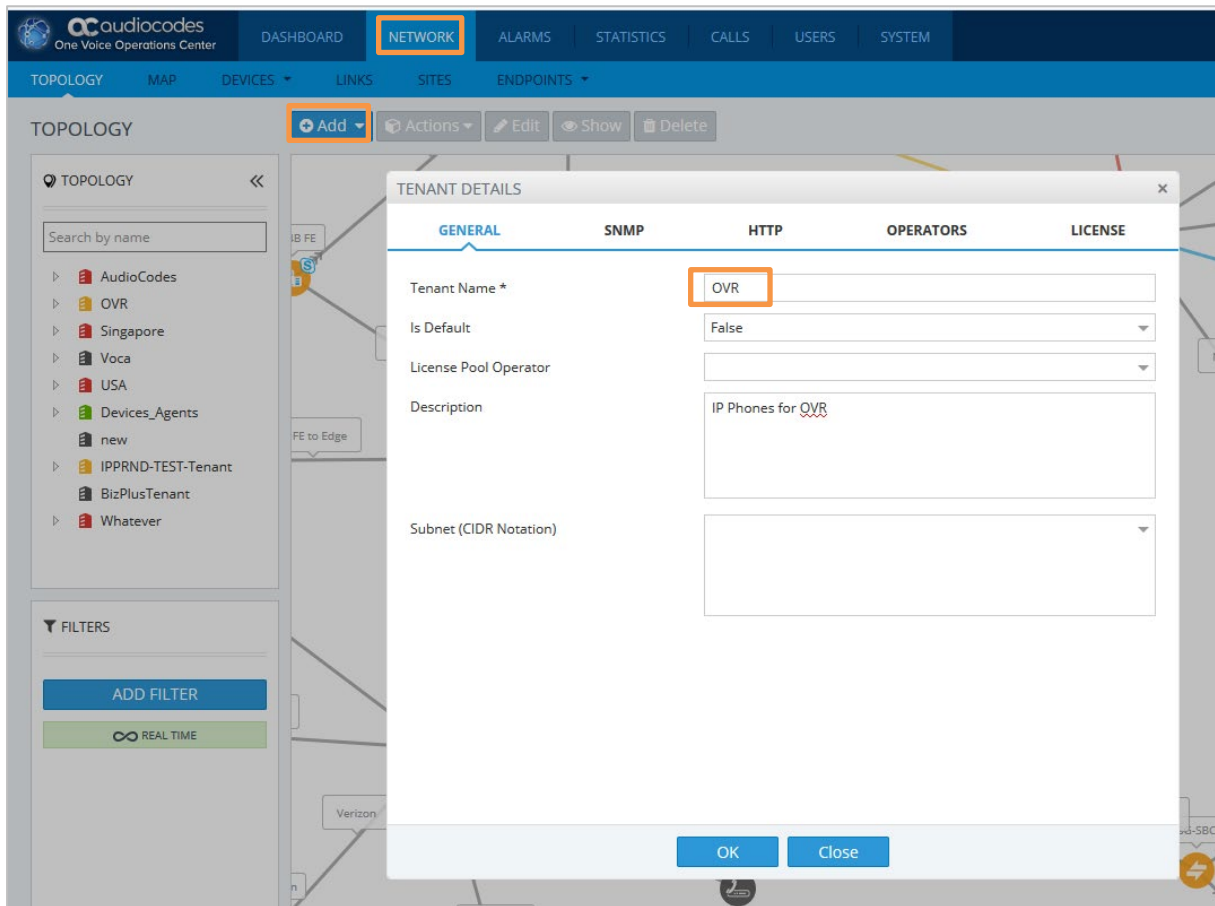 audiocodes
One Voice Operations Center
DASHBOARD NETWORK ALARMS STATISTICS CALLS USERS SYSTEM
TOPOLOGY MAP DEVICES LINKS SITES ENDPOINTS
TOPOLOGY
Add Actions Edit Show Delete
TOPOLOGY
Search by name
AudioCodes
OVR
Singapore
Voca
USA
Devices_Agents
new
IPPRND-TEST-Tenant
BizPlusTenant
Whatever
FILTERS
ADD FILTER
REAL TIME
FE
FE to Edge
Verizon
TENANT DETAILS
GENERAL SNMP HTTP OPERATORS LICENSE
Tenant Name * OVR
Is Default False
License Pool Operator
Description IP Phones for OVR
Subnet (CIDR Notation)
OK Close